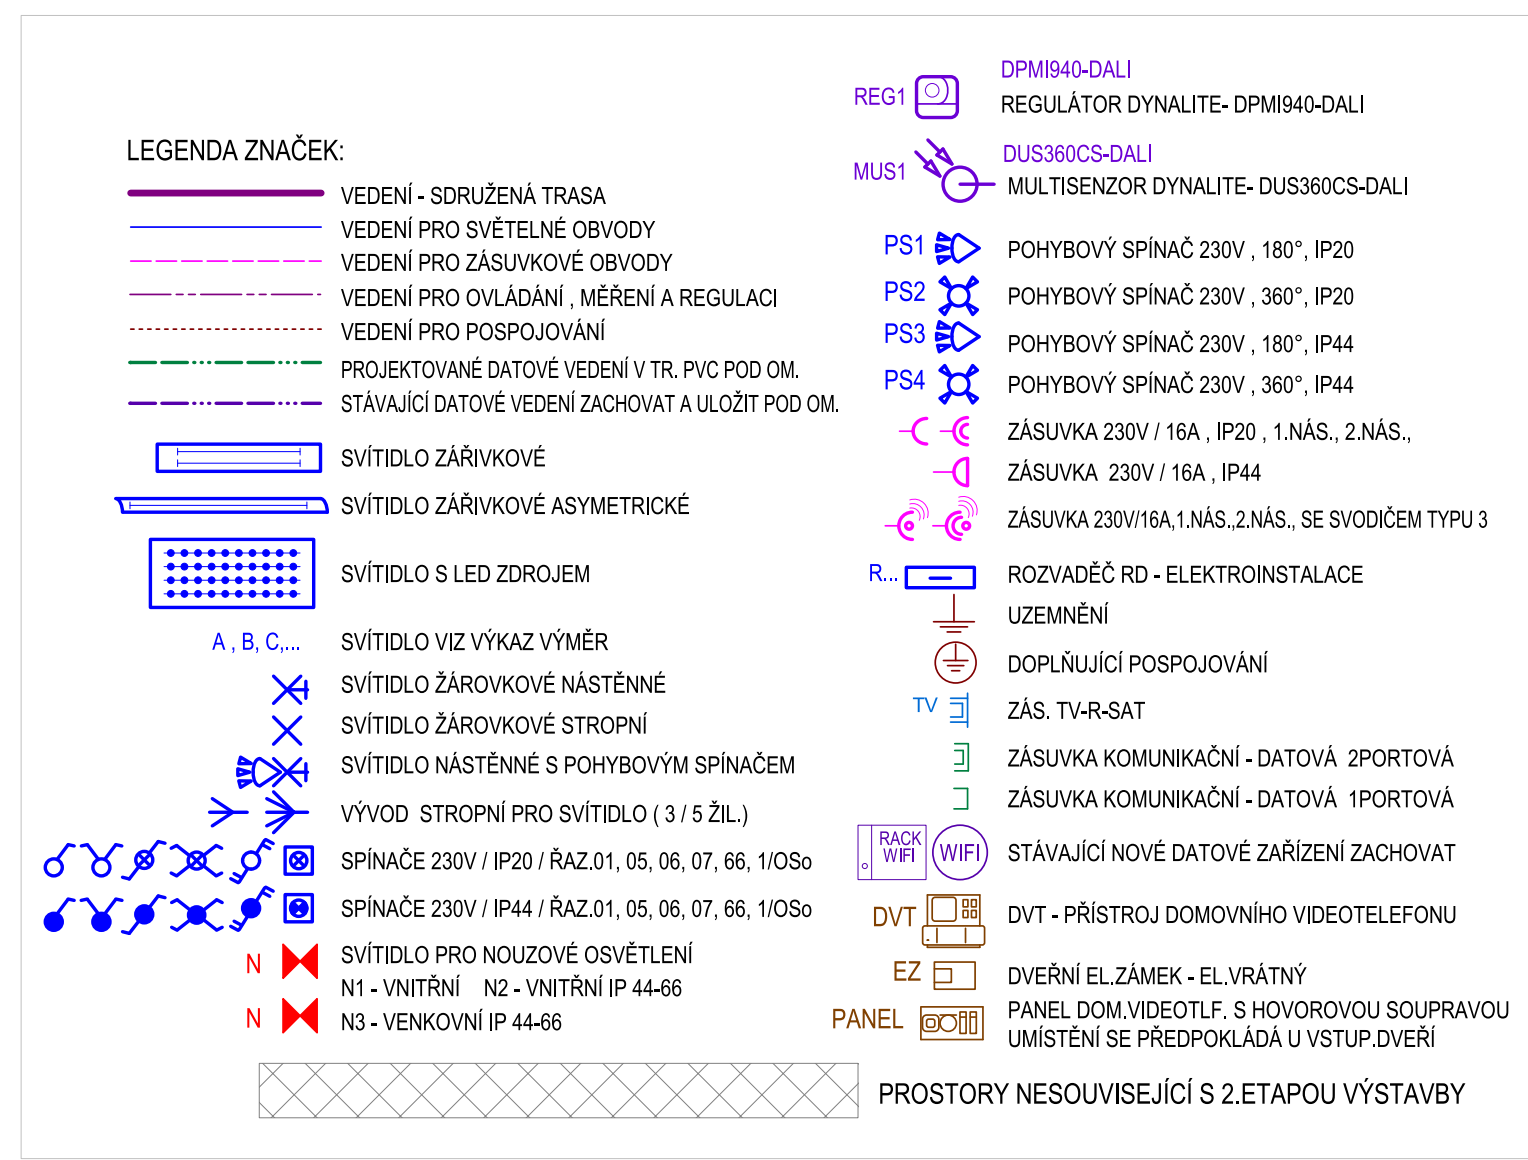 LEGENDA ZNAČEK:
VEDENÍ - SDRUŽENÁ TRASA
VEDENÍ PRO SVĚTELNÉ OBVODY
VEDENÍ PRO ZÁSUVKOVÉ OBVODY
VEDENÍ PRO OVLÁDÁNÍ , MĚŘENÍ A REGULACI
VEDENÍ PRO POSPOJOVÁNÍ
PROJEKTOVANÉ DATOVÉ VEDENÍ V TR. PVC POD OM.
STÁVAJÍCÍ DATOVÉ VEDENÍ ZACHOVAT A ULOŽIT POD OM.
SVÍTIDLO ZÁŘIVKOVÉ
SVÍTIDLO ZÁŘIVKOVÉ ASYMETRICKÉ
SVÍTIDLO S LED ZDROJEM
A , B, C,... SVÍTIDLO VIZ VÝKAZ VÝMĚR
SVÍTIDLO ŽÁROVKOVÉ NÁSTĚNNÉ
SVÍTIDLO ŽÁROVKOVÉ STROPNÍ
SVÍTIDLO NÁSTĚNNÉ S POHYBOVÝM SPÍNAČEM
VÝVOD STROPNÍ PRO SVÍTIDLO ( 3 / 5 ŽIL.)
SPÍNAČE 230V / IP20 / ŘAZ.01, 05, 06, 07, 66, 1/OSo
SPÍNAČE 230V / IP44 / ŘAZ.01, 05, 06, 07, 66, 1/OSo
N SVÍTIDLO PRO NOUZOVÉ OSVĚTLENÍ
N1 - VNITŘNÍ N2 - VNITŘNÍ IP 44-66
N N3 - VENKOVNÍ IP 44-66
DPMI940-DALI
REG1 REGULÁTOR DYNALITE- DPMI940-DALI
DUS360CS-DALI
MUS1 MULTISENZOR DYNALITE- DUS360CS-DALI
PS1 POHYBOVÝ SPÍNAČ 230V , 180°, IP20
PS2 POHYBOVÝ SPÍNAČ 230V , 360°, IP20
PS3 POHYBOVÝ SPÍNAČ 230V , 180°, IP44
PS4 POHYBOVÝ SPÍNAČ 230V , 360°, IP44
ZÁSUVKA 230V / 16A , IP20 , 1.NÁS., 2.NÁS.,
ZÁSUVKA 230V / 16A , IP44
ZÁSUVKA 230V/16A,1.NÁS.,2.NÁS., SE SVODIČEM TYPU 3
R... ROZVADĚČ RD - ELEKTROINSTALACE
UZEMNĚNÍ
DOPLŇUJÍCÍ POSPOJOVÁNÍ
TV ZÁS. TV-R-SAT
ZÁSUVKA KOMUNIKAČNÍ - DATOVÁ 2PORTOVÁ
ZÁSUVKA KOMUNIKAČNÍ - DATOVÁ 1PORTOVÁ
RACK
WIFI WIFI STÁVAJÍCÍ NOVÉ DATOVÉ ZAŘÍZENÍ ZACHOVAT
DVT DVT - PŘÍSTROJ DOMOVNÍHO VIDEOTELEFONU
EZ DVEŘNÍ EL.ZÁMEK - EL.VRÁTNÝ
PANEL PANEL DOM.VIDEOTLF. S HOVOROVOU SOUPRAVOU
UMÍSTĚNÍ SE PŘEDPOKLÁDÁ U VSTUP.DVEŘÍ
PROSTORY NESOUVISEJÍCÍ S 2.ETAPOU VÝSTAVBY